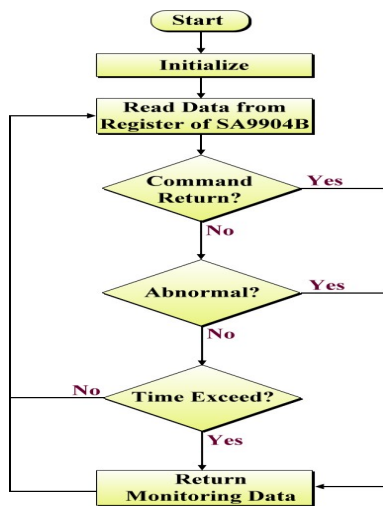 Start
Initialize
Read Data from
Register of SA9904B
Command
Return?
Yes
No
Abnormal?
Yes
No
Time Exceed?
No
Yes
Return
Monitoring Data